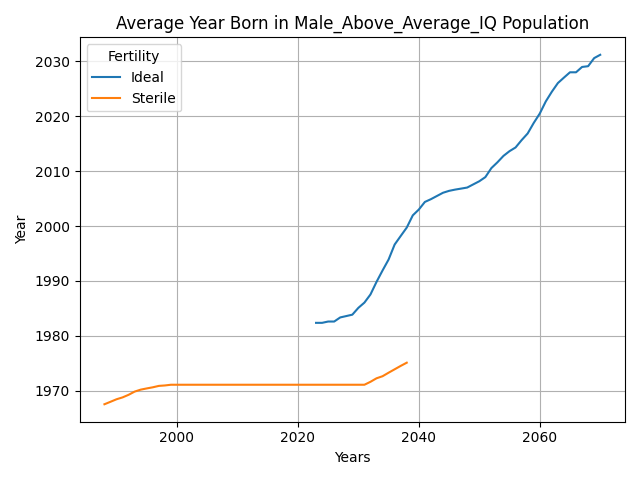 Average Year Born in Male_Above_Average_IQ Population
Fertility
Ideal
Sterile
2030
2020
2010
2000
1990
1980
1970
Year
2000
2020
2040
2060
Years